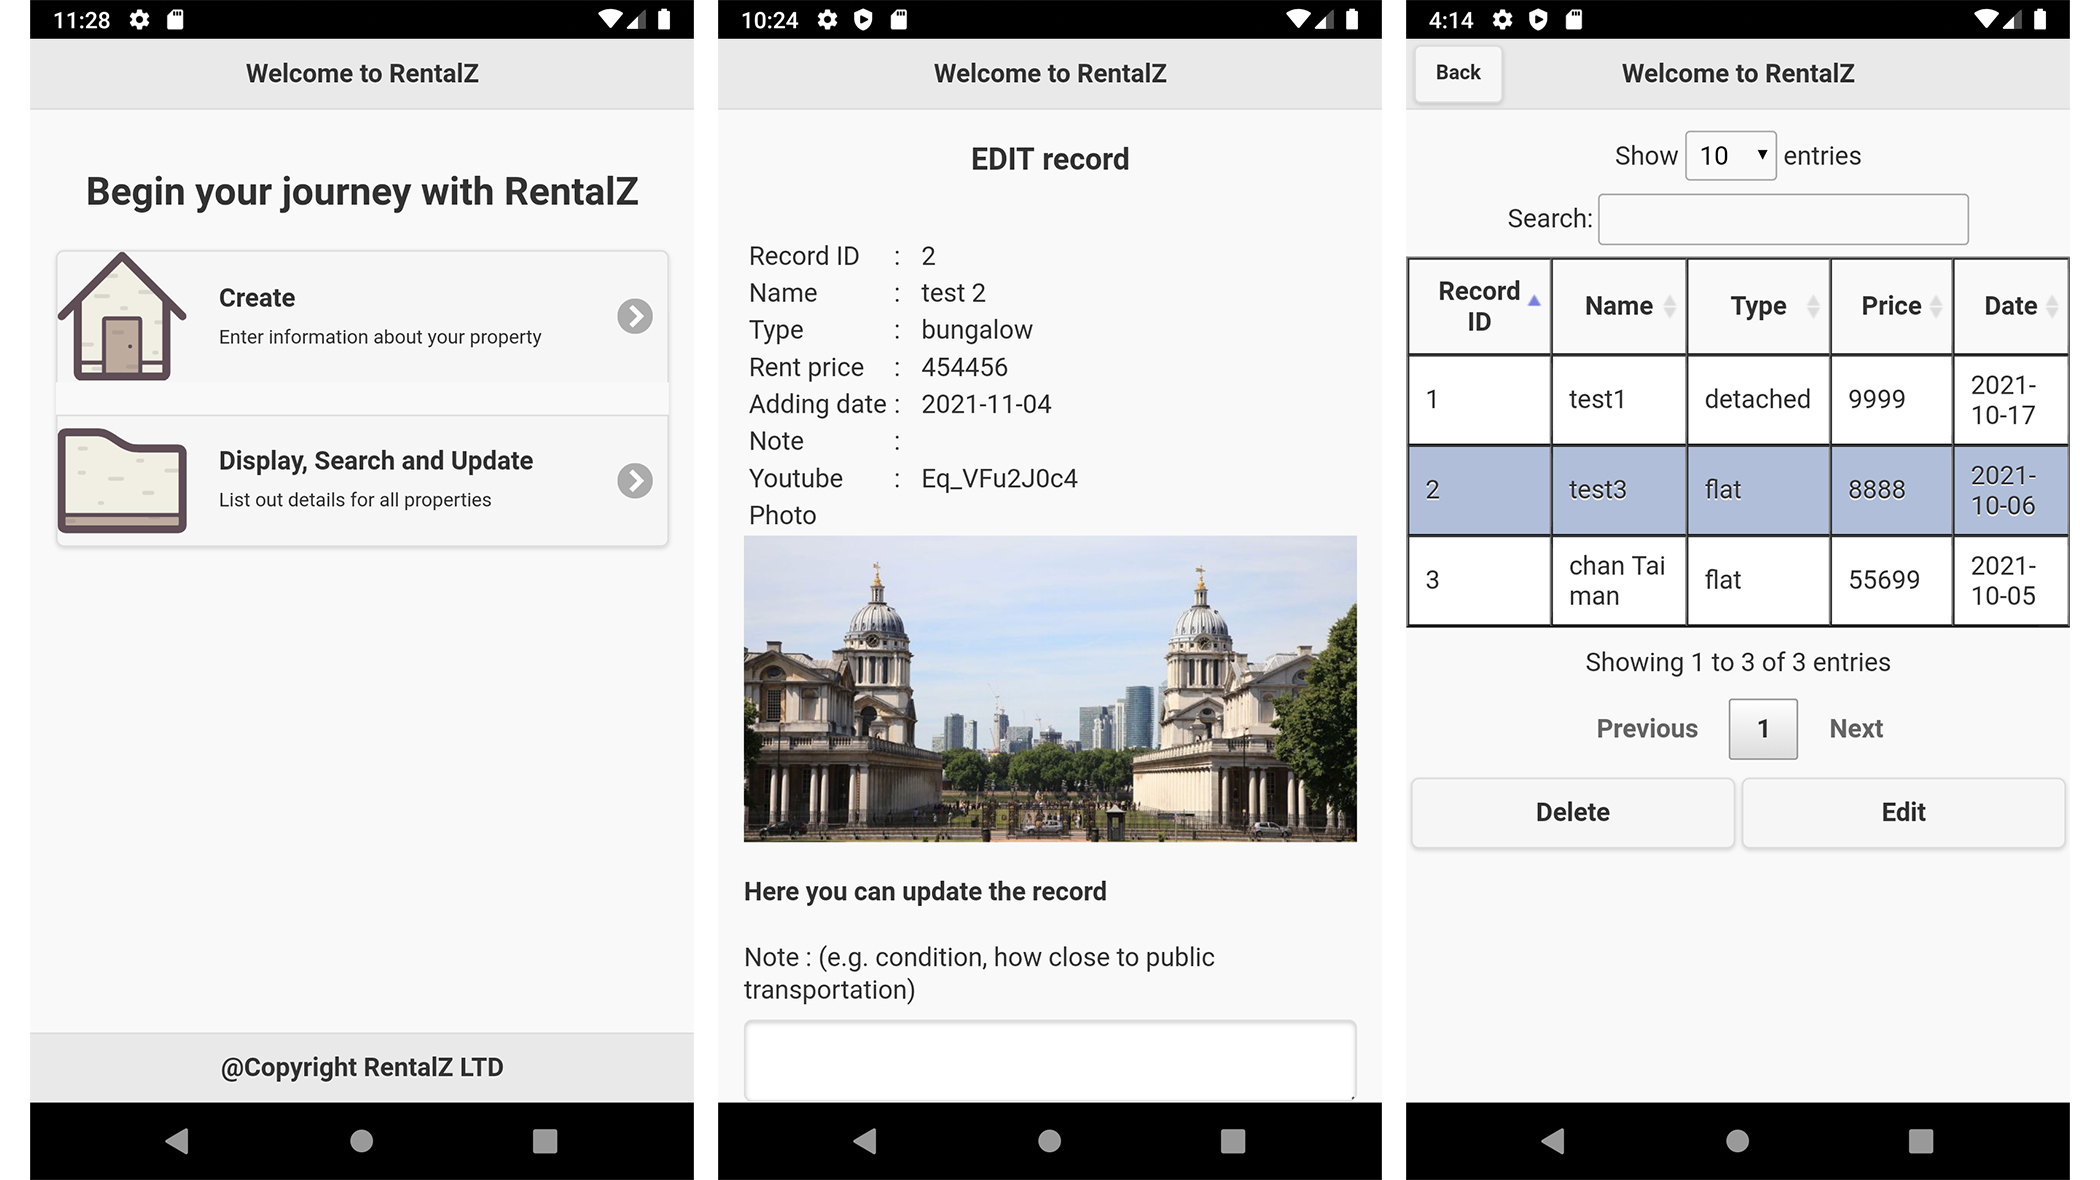 11:28
Welcome to RentalZ
Begin your journey with RentalZ
Create
Enter information about your property
Display, Search and Update
List out details for all properties
@Copyright RentalZ LTD
10:24
Welcome to RentalZ
EDIT record
Record ID : 2
Name : test 2
Type : bungalow
Rent price : 454456
Adding date : 2021-11-04
Note :
Youtube : Eq_VFu2J0c4
Photo
Here you can update the record
Note : (e.g. condition, how close to public
transportation)
4:14
Back
Welcome to RentalZ
Show 10 entries
Search:
Record
ID
Name
Type
Price
Date
1 test1 detached 9999 2021-
10-17
2 test3 flat 8888 2021-
10-06
3 chan Tai flat 55699 2021-
man 10-05
Showing 1 to 3 of 3 entries
Previous 1 Next
Delete Edit